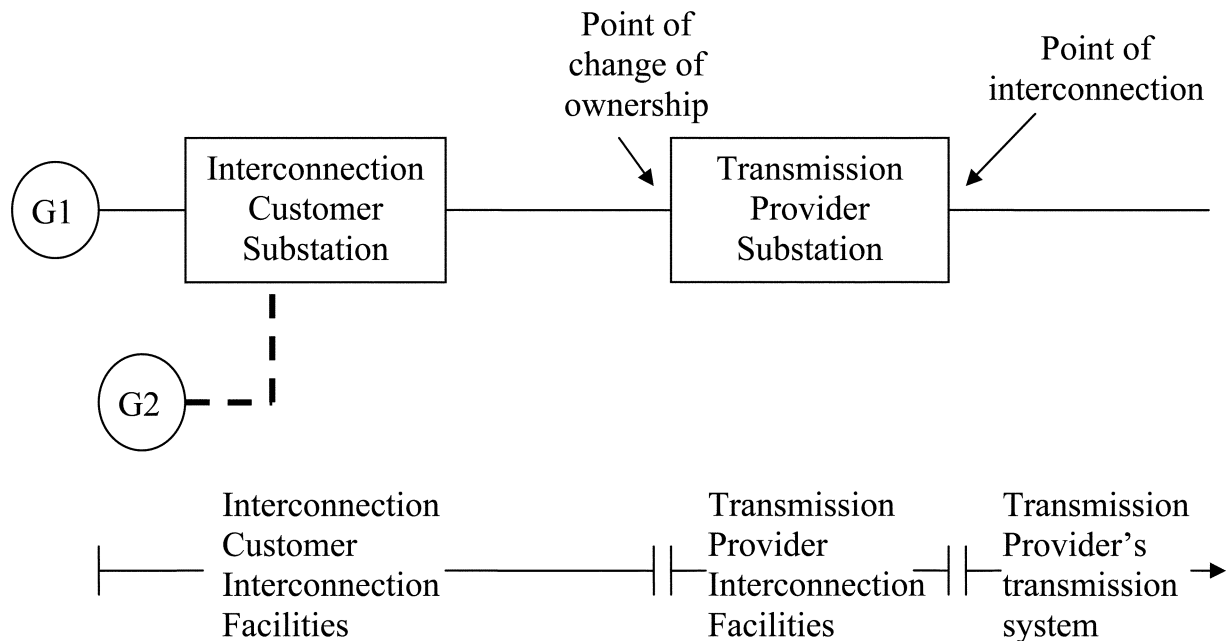 Point of
change of
ownership
Point of
interconnection
G1
Interconnection
Customer
Substation
Transmission
Provider
Substation
G2
Interconnection
Customer
Interconnection
Facilities
Transmission
Provider
Interconnection
Facilities
Transmission
Provider’s
transmission
system